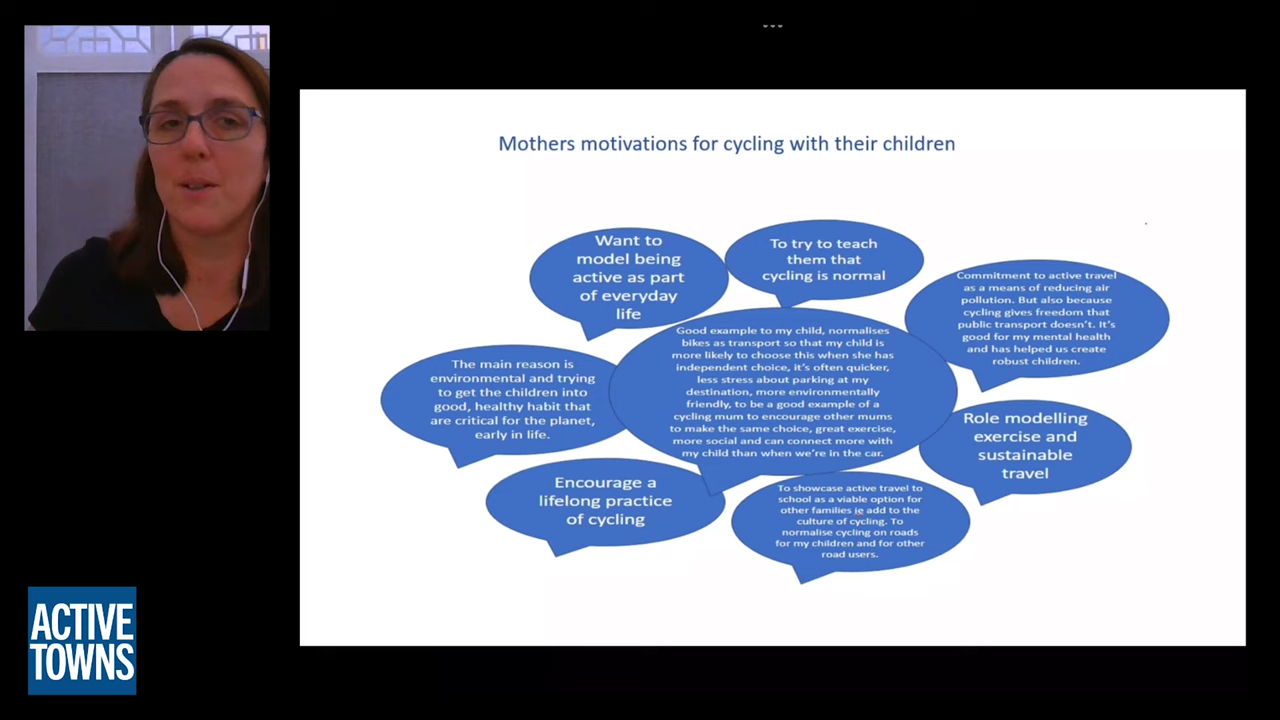 Mothers motivations for cycling with their children
Want to
model being
active as part
of everyday
life
To try to teach
them that
cycling is normal
Commitment to active travel
as a means of reducing air
pollution. But also because
cycling gives freedom that
public transport doesn't. It's
good for my mental health
and has helped us create
robust children.
The main reason is
environmental and trying
to get the children into
good, healthy habit that
are critical for the planet,
early in life.
Good example to my child, normalises
bikes as transport so that my child is
more likely to choose this when she has
independent choice, it's often quicker,
less stress about parking at my
destination, more environmentally
friendly, to be a good example of a
cycling mum to encourage other mums
to make the same choice, great exercise,
more social and can connect more with
my child than when we're in the car.
Role modelling
exercise and
sustainable
travel
Encourage a
lifelong practice
of cycling
To showcase active travel to
school as a viable option for
other families ie add to the
culture of cycling. To
normalise cycling on roads
for my children and for other
road users.
ACTIVE
TOWNS